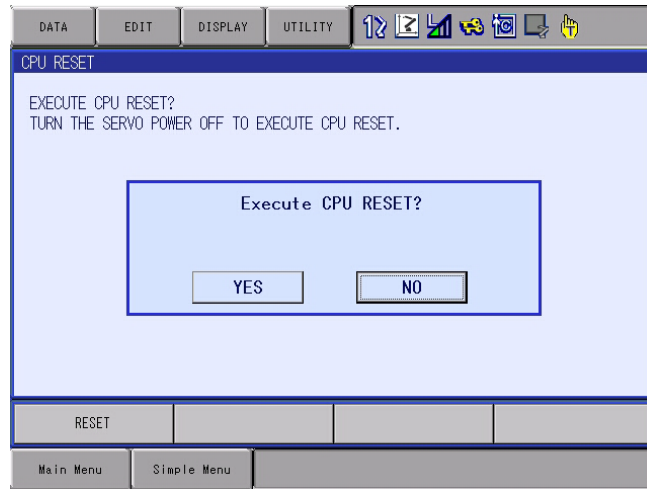 DATA
EDIT
DISPLAY
UTILITY
CPU RESET
EXECUTE CPU RESET?
TURN THE SERVO POWER OFF TO EXECUTE CPU RESET.
Execute CPU RESET?
YES
NO
RESET
Main Menu
Simple Menu